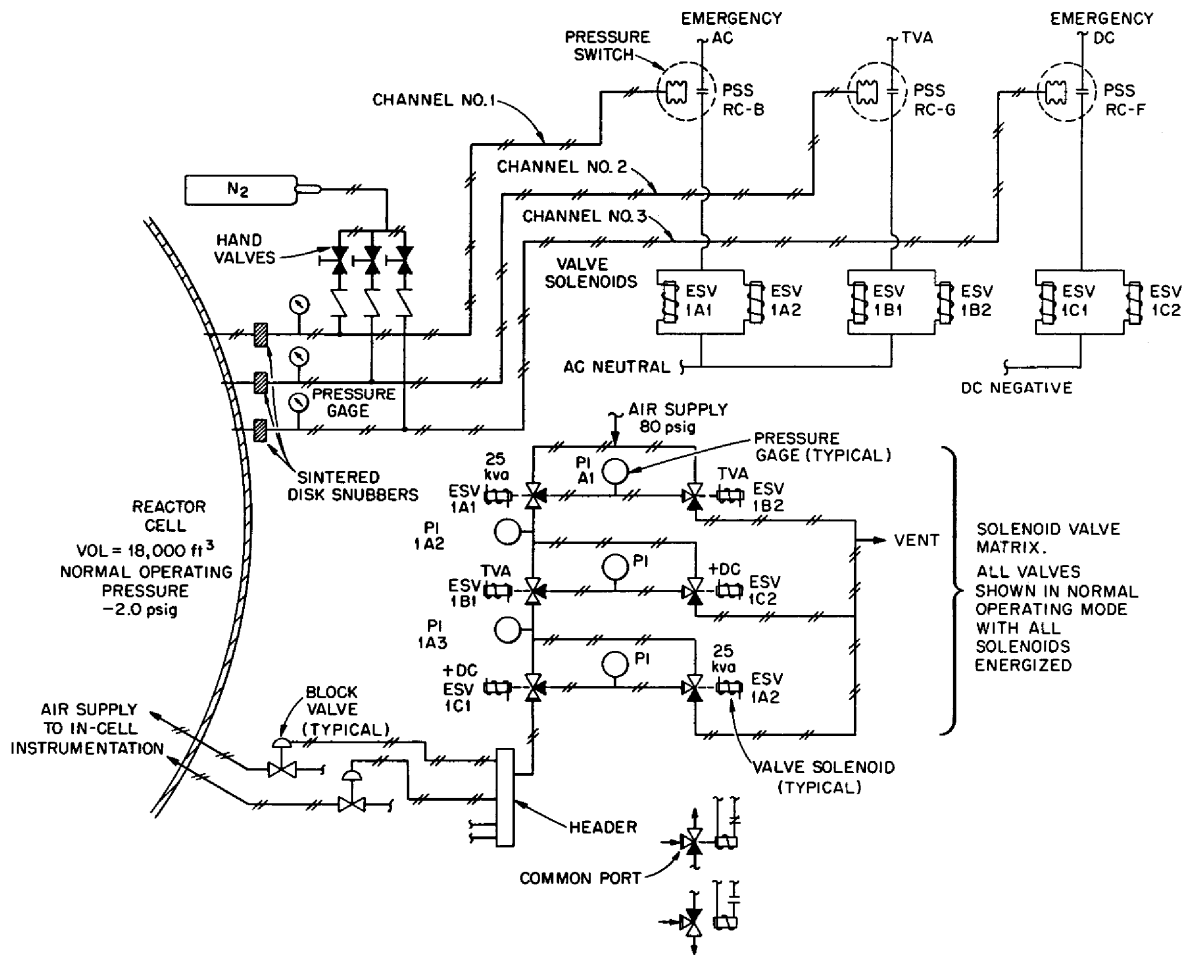 EMERGENCY
AC
TVA
EMERGENCY
DC
PRESSURE
SWITCH
PSS
RC-B
PSS
RC-G
PSS
RC-F
CHANNEL NO.1
CHANNEL NO. 2
CHANNEL NO.3
N2
HAND
VALVES
VALVE
SOLENOIDS
ESV
1A1
ESV
1A2
ESV
1B1
ESV
1B2
ESV
1C1
ESV
1C2
AC NEUTRAL
DC NEGATIVE
PRESSURE
GAGE
SINTERED
DISK SNUBBERS
AIR SUPPLY
80 psig
PRESSURE
GAGE (TYPICAL)
25
kva
ESV
1A1
PI
A1
TVA
ESV
1B2
PI
1A2
VENT
TVA
ESV
1B1
PI
+DC
ESV
1C2
PI
1A3
+DC
ESV
1C1
PI
25
kva
ESV
1A2
REACTOR
CELL
VOL = 18,000 ft3
NORMAL OPERATING
PRESSURE
-2.0 psig
SOLENOID VALVE
MATRIX.
ALL VALVES
SHOWN IN NORMAL
OPERATING MODE
WITH ALL
SOLENOIDS
ENERGIZED
AIR SUPPLY
TO IN-CELL
INSTRUMENTATION
BLOCK
VALVE
(TYPICAL)
VALVE SOLENOID
(TYPICAL)
HEADER
COMMON PORT